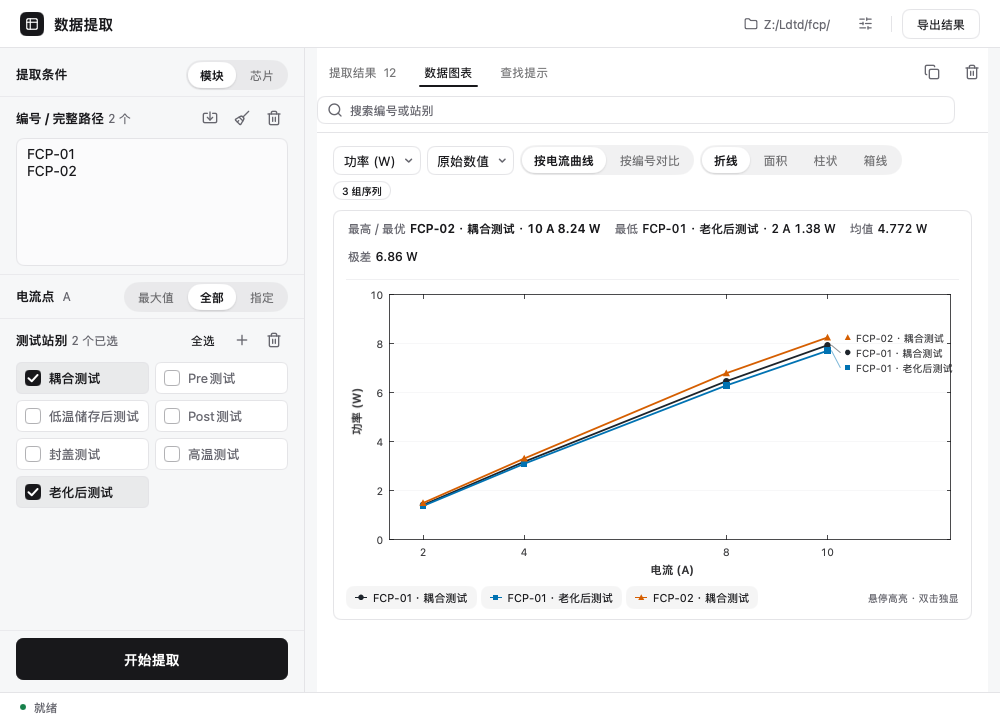 数据提取
Z:/Ldtd/fcp/
导出结果
提取条件
模块
芯片
编号 / 完整路径 2 个
FCP-01
FCP-02
电流点 A
最大值
全部
指定
测试站别 2 个已选
全选
耦合测试
Pre测试
低温储存后测试
Post测试
封盖测试
高温测试
老化后测试
开始提取
就绪
提取结果 12
数据图表
查找提示
搜索编号或站别
功率 (W)
原始数值
按电流曲线
按编号对比
折线
面积
柱状
箱线
3 组序列
最高 / 最优 FCP-02 · 耦合测试 · 10 A 8.24 W 最低 FCP-01 · 老化后测试 · 2 A 1.38 W 均值 4.772 W
极差 6.86 W
功率 (W)
10
8
6
4
2
0
FCP-02 · 耦合测试
FCP-01 · 耦合测试
FCP-01 · 老化后测试
2
4
8
10
电流 (A)
FCP-01 · 耦合测试
FCP-01 · 老化后测试
FCP-02 · 耦合测试
悬停高亮 · 双击独显